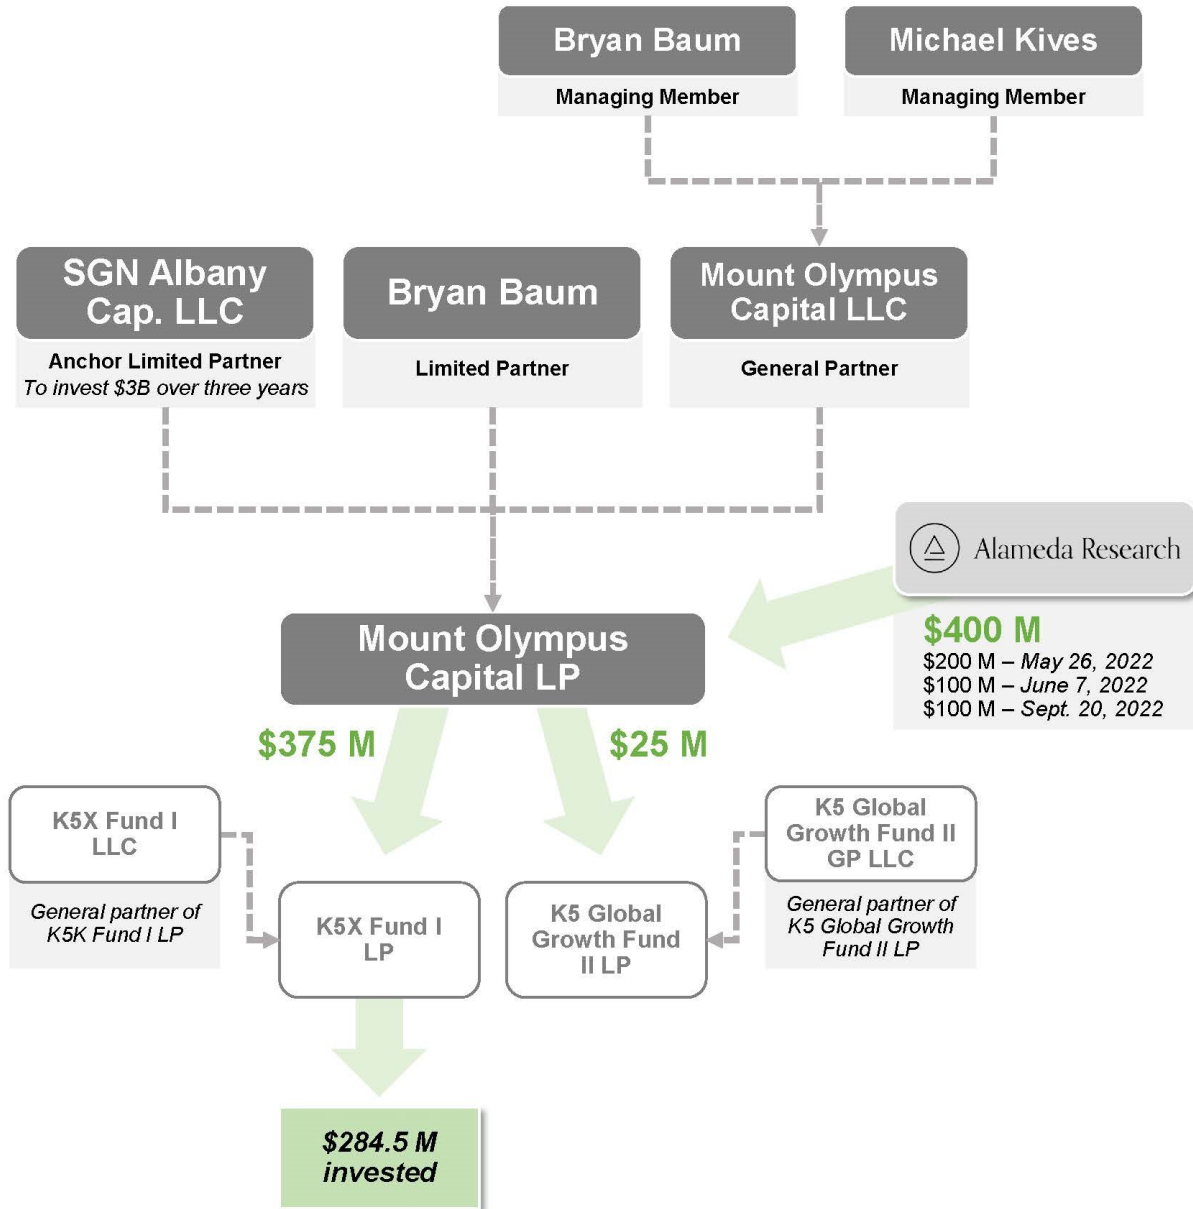 Bryan Baum
Managing Member
Michael Kives
Managing Member
SGN Albany
Cap. LLC
Anchor Limited Partner
To invest $3B over three years
Bryan Baum
Limited Partner
Mount Olympus
Capital LLC
General Partner
Alameda Research
$400 M
$200 M – May 26, 2022
$100 M – June 7, 2022
$100 M – Sept. 20, 2022
Mount Olympus
Capital LP
$375 M
$25 M
K5X Fund I
LLC
General partner of
K5K Fund I LP
K5X Fund I
LP
K5 Global
Growth Fund
II LP
K5 Global
Growth Fund II
GP LLC
General partner of
K5 Global Growth
Fund II LP
$284.5 M
invested